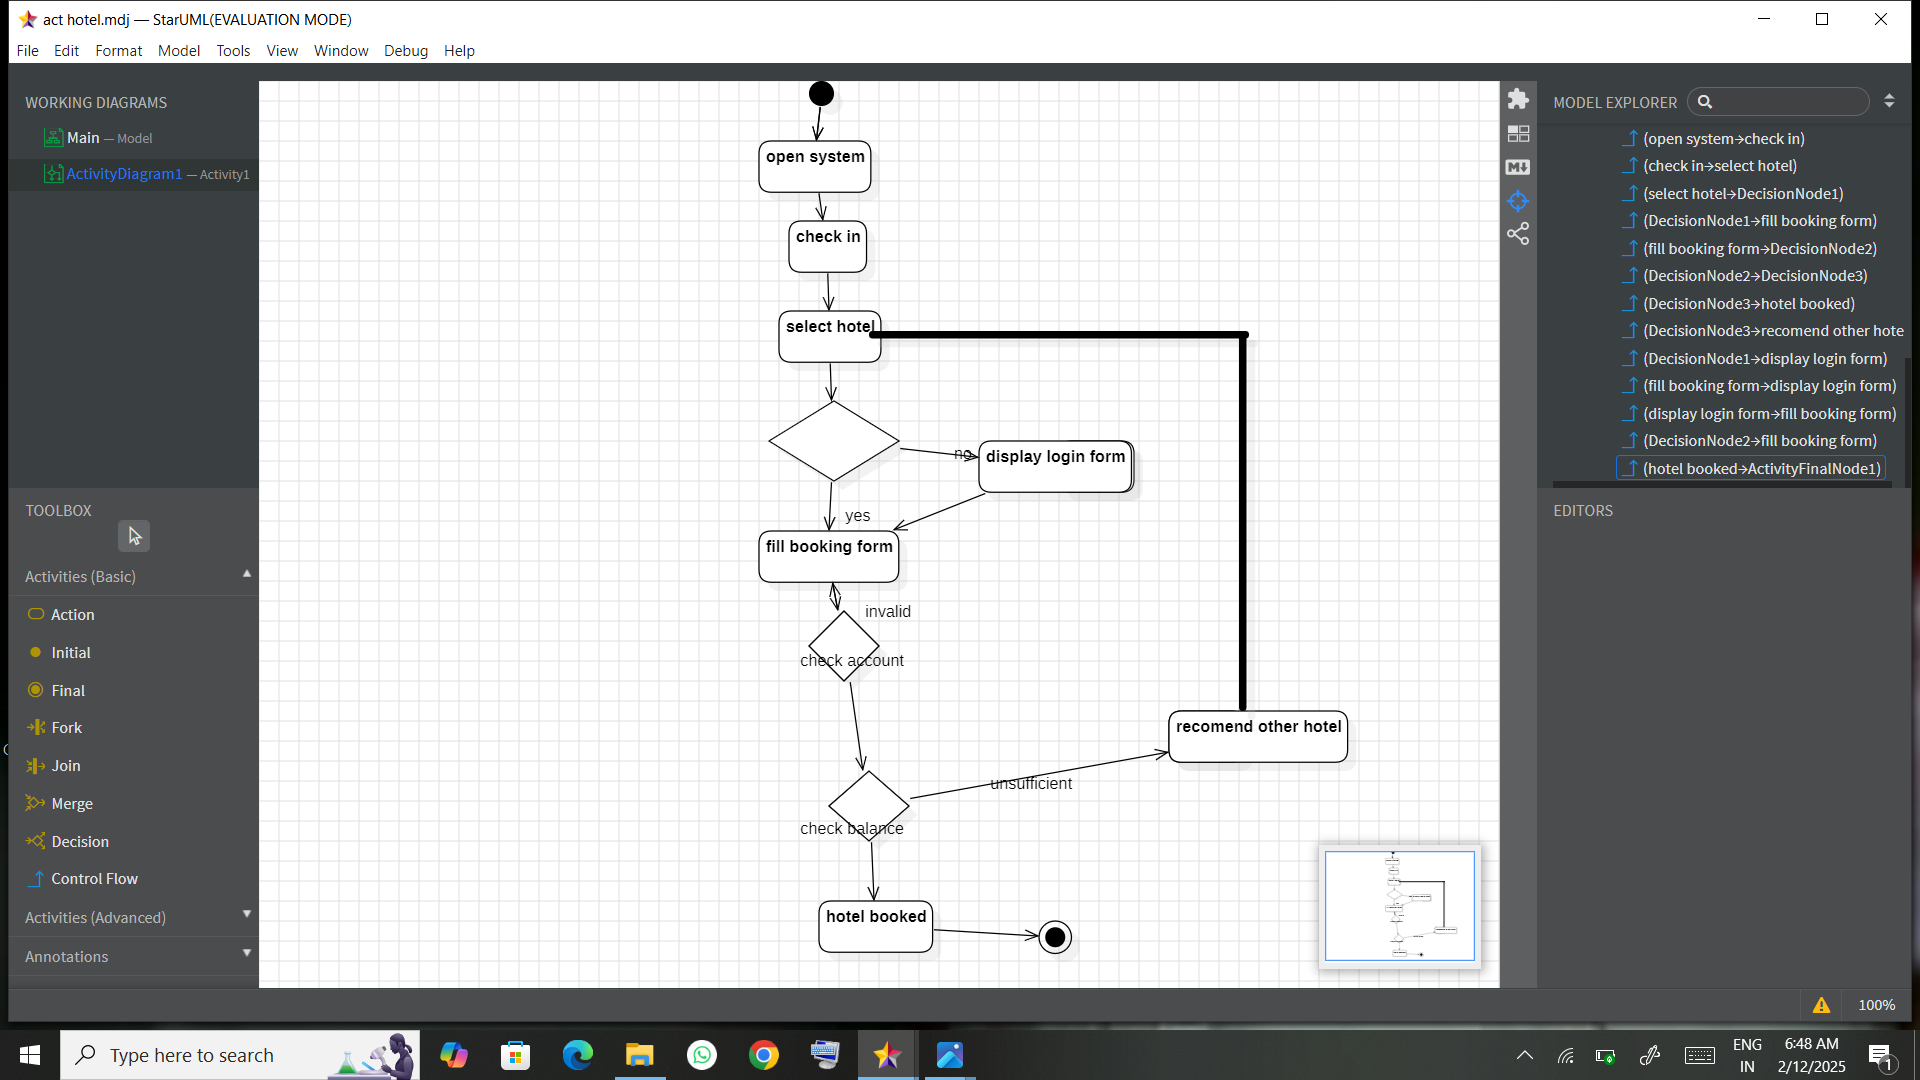 act hotel.mdj — StarUML(EVALUATION MODE)
File Edit Format Model Tools View Window Debug Help
WORKING DIAGRAMS
Main — Model
ActivityDiagram1 — Activity1
TOOLBOX
Activities (Basic)
Action
Initial
Final
Fork
Join
Merge
Decision
Control Flow
Activities (Advanced)
Annotations
open system
check in
select hotel
no
display login form
yes
fill booking form
invalid
check account
recomend other hotel
unsufficient
check balance
hotel booked
MODEL EXPLORER
(open system→check in)
(check in→select hotel)
(select hotel→DecisionNode1)
(DecisionNode1→fill booking form)
(fill booking form→DecisionNode2)
(DecisionNode2→DecisionNode3)
(DecisionNode3→hotel booked)
(DecisionNode3→recomend other hote
(DecisionNode1→display login form)
(fill booking form→display login form)
(display login form→fill booking form)
(DecisionNode2→fill booking form)
(hotel booked→ActivityFinalNode1)
EDITORS
100%
Type here to search
ENG
IN
6:48 AM
2/12/2025
1